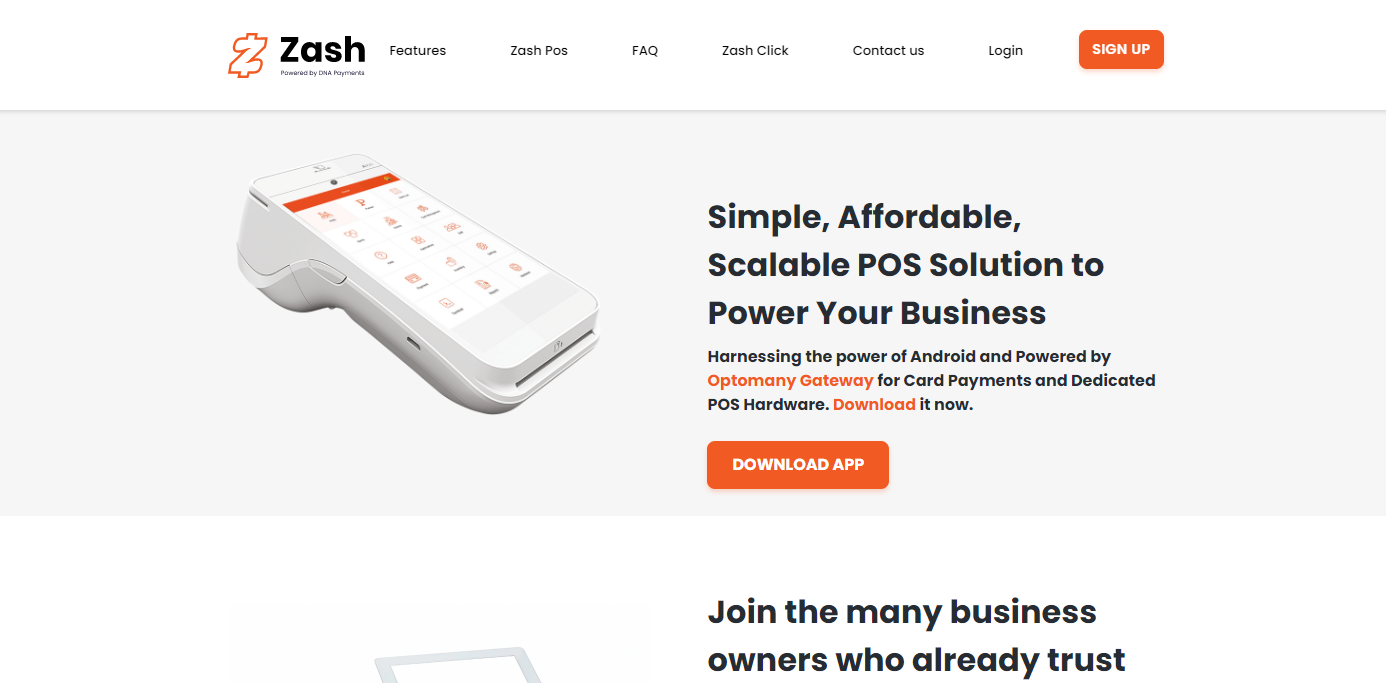 Zash
Powered by DNA Payments
Features
Zash Pos
FAQ
Zash Click
Contact us
Login
SIGN UP
Simple, Affordable,
Scalable POS Solution to
Power Your Business
Harnessing the power of Android and Powered by
Optomany Gateway for Card Payments and Dedicated
POS Hardware. Download it now.
DOWNLOAD APP
Join the many business
owners who already trust